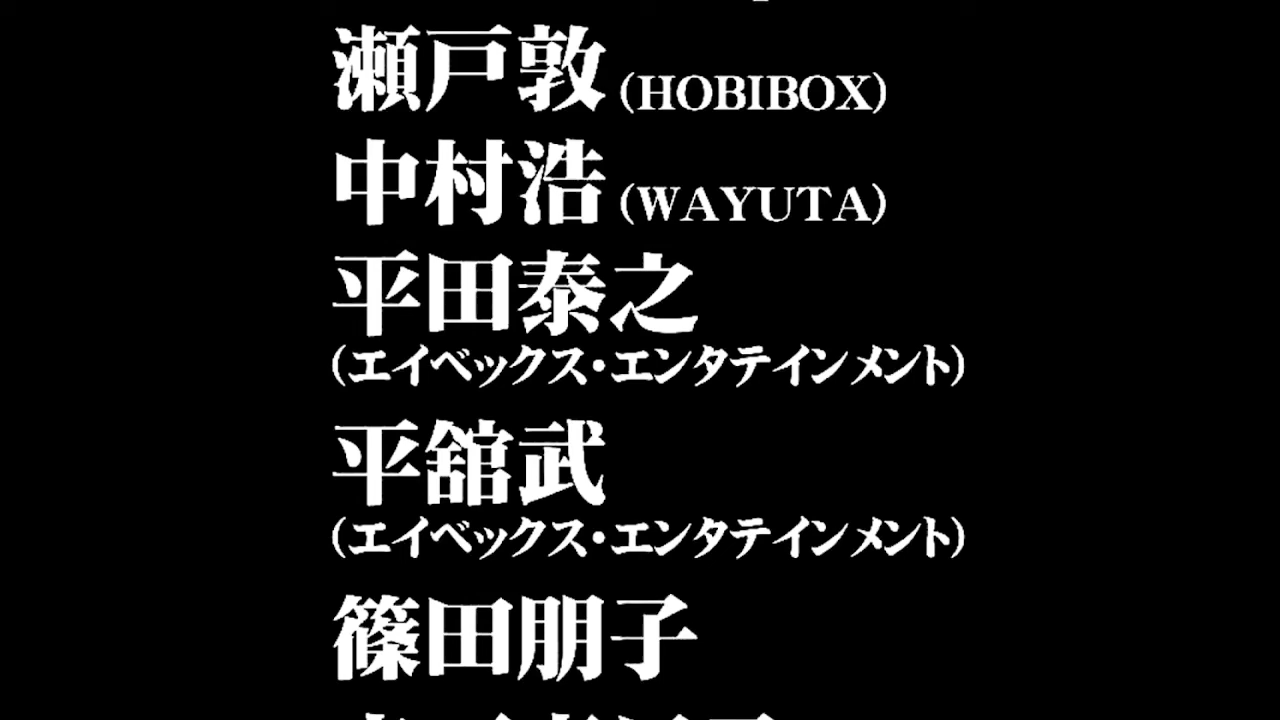 瀬戸敦(HOBIBOX)
中村浩(WAYUTA)
平田泰之
(エイベックス・エンタテインメント)
平舘武
(エイベックス・エンタテインメント)
篠田朋子